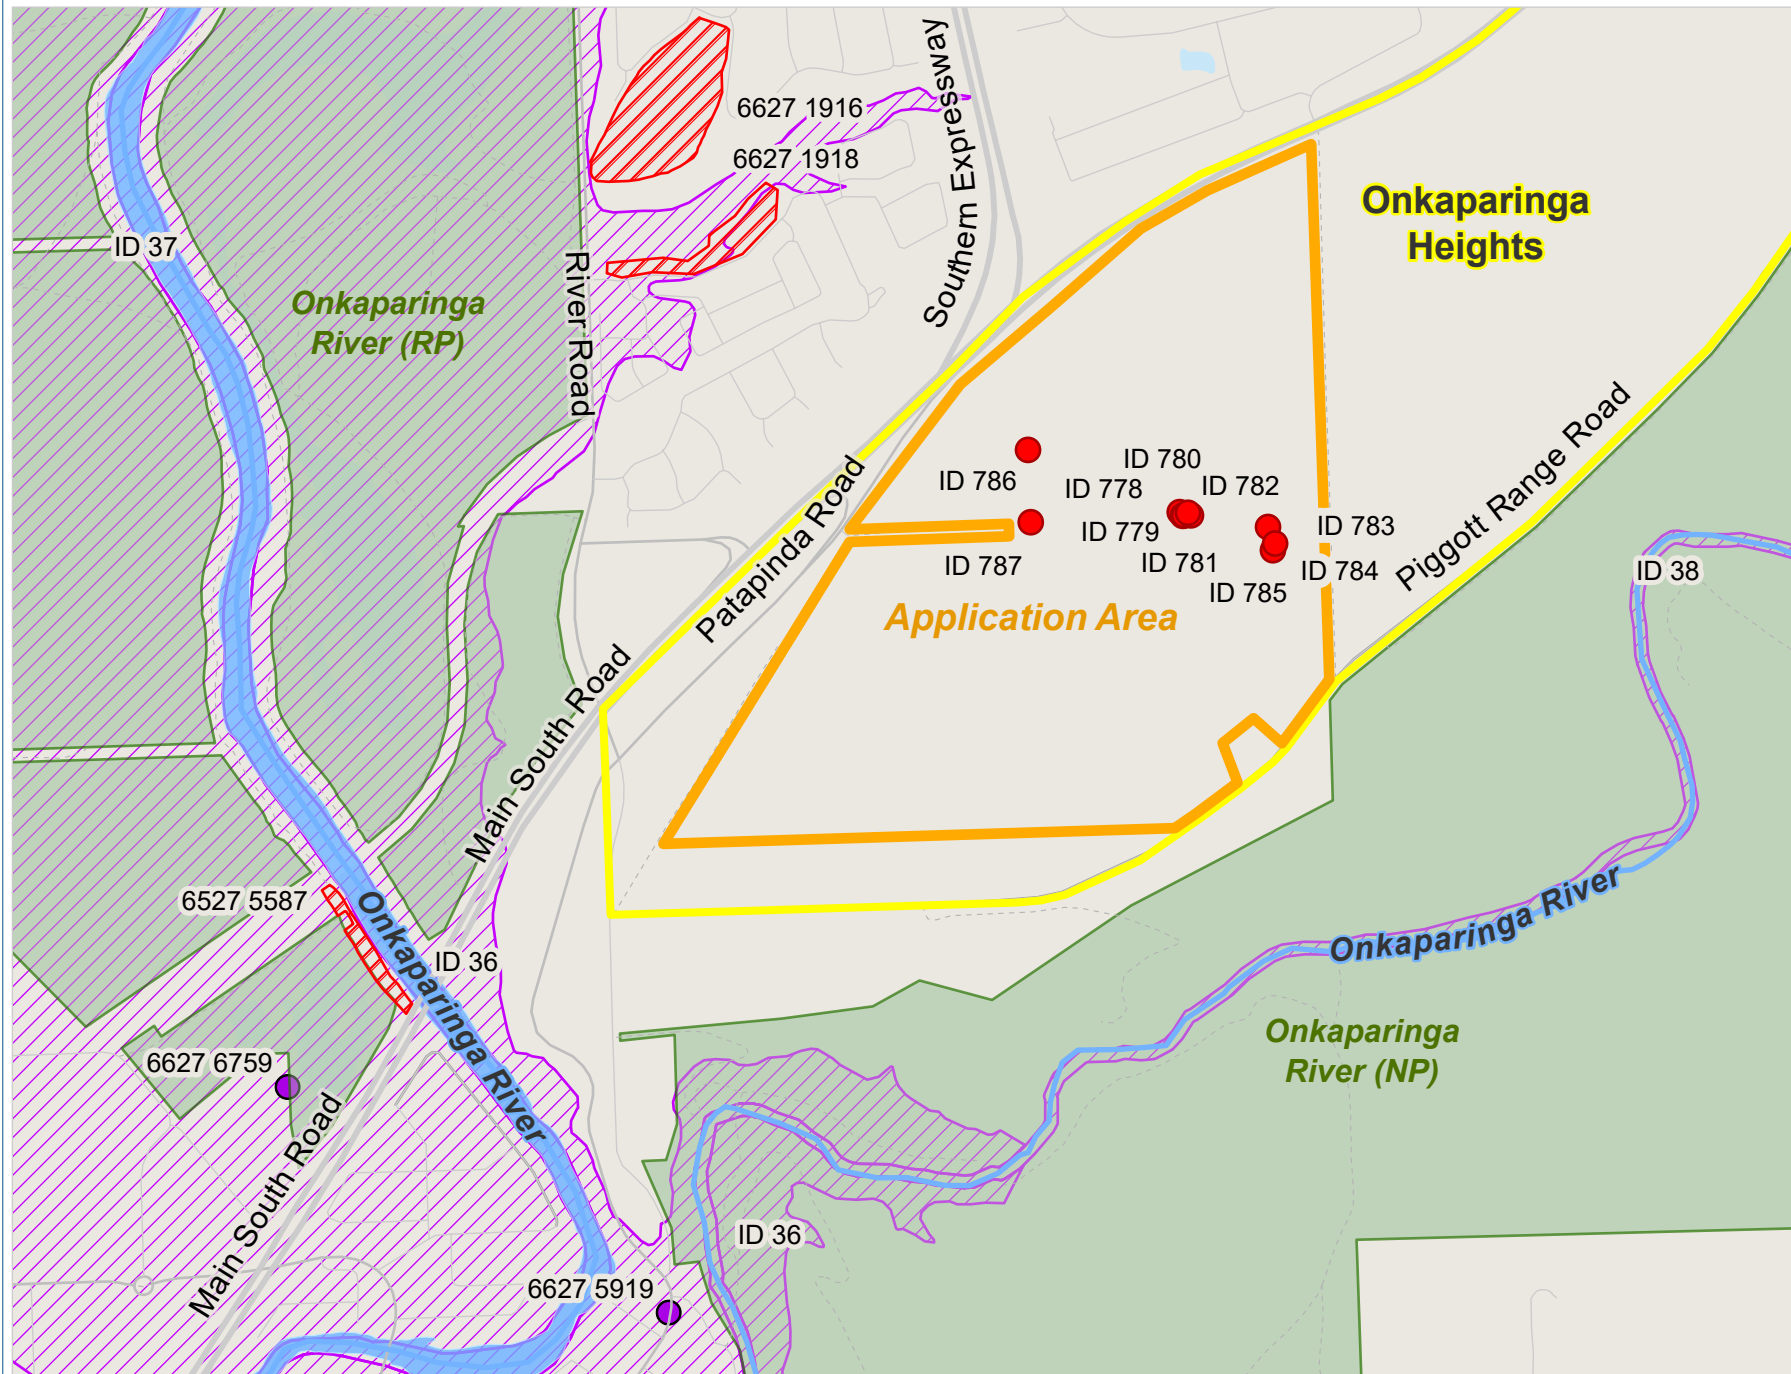 Southern Expressway
6627 1916
6627 1918
Onkaparinga
Heights
ID 37
Onkaparinga
River (RP)
River Road
Piggott Range Road
ID 780
ID 786
ID 778
ID 782
Patapinda Road
ID 779
ID 783
ID 787
ID 781
ID 784
ID 38
ID 785
Application Area
Main South Road
6527 5587
Onkaparinga River
Onkaparinga River
ID 36
Onkaparinga
River (NP)
6627 6759
Main South Road
ID 36
6627 5919